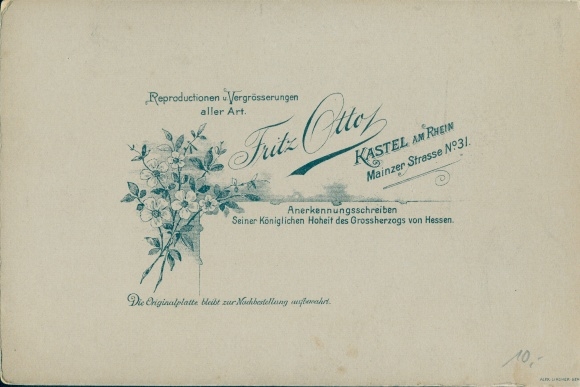 Reproductionen u. Vergrösserungen
aller Art.
Fritz Otto,
KASTEL AM RHEIN
Mainzer Strasse No 31.
Anerkennungsschreiben
Seiner Königlichen Hoheit des Grossherzogs von Hessen.
Die Originalplatte bleibt zur Nachbestellung aufbewahrt.
10,-